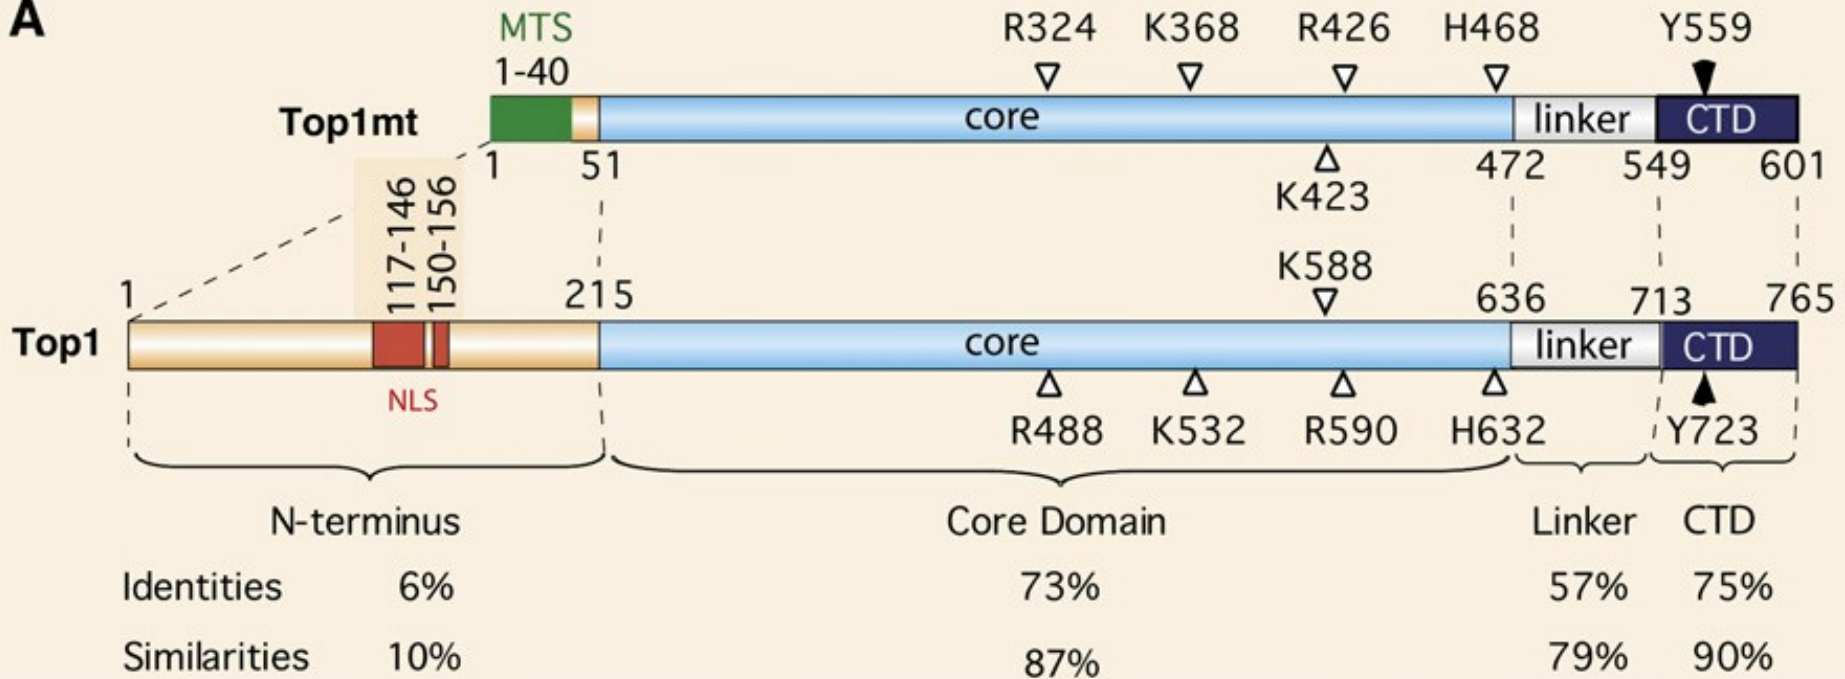 A
MTS
1-40
R324 K368 R426 H468 Y559
Top1mt
core linker CTD
1 51 472 549 601
K423
117-146
150-156
K588
1 215 636 713 765
Top1
core linker CTD
NLS
R488 K532 R590 H632 Y723
N-terminus Core Domain Linker CTD
Identities 6% 73% 57% 75%
Similarities 10% 87% 79% 90%